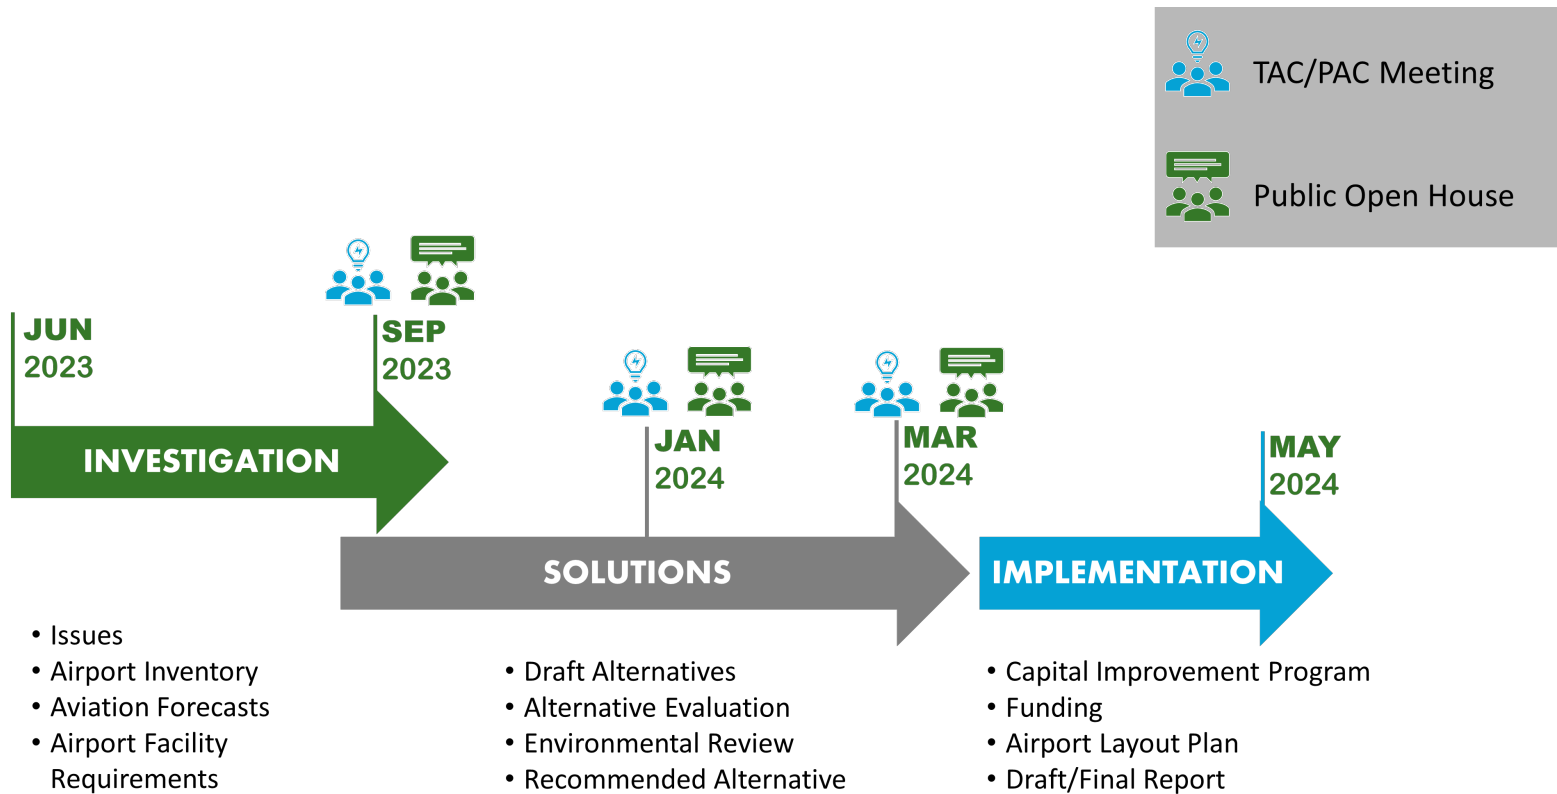 TAC/PAC Meeting
Public Open House
JUN
2023
SEP
2023
JAN
2024
MAR
2024
MAY
2024
INVESTIGATION
SOLUTIONS
IMPLEMENTATION
• Issues
• Airport Inventory
• Aviation Forecasts
• Airport Facility
Requirements
• Draft Alternatives
• Alternative Evaluation
• Environmental Review
• Recommended Alternative
• Capital Improvement Program
• Funding
• Airport Layout Plan
• Draft/Final Report